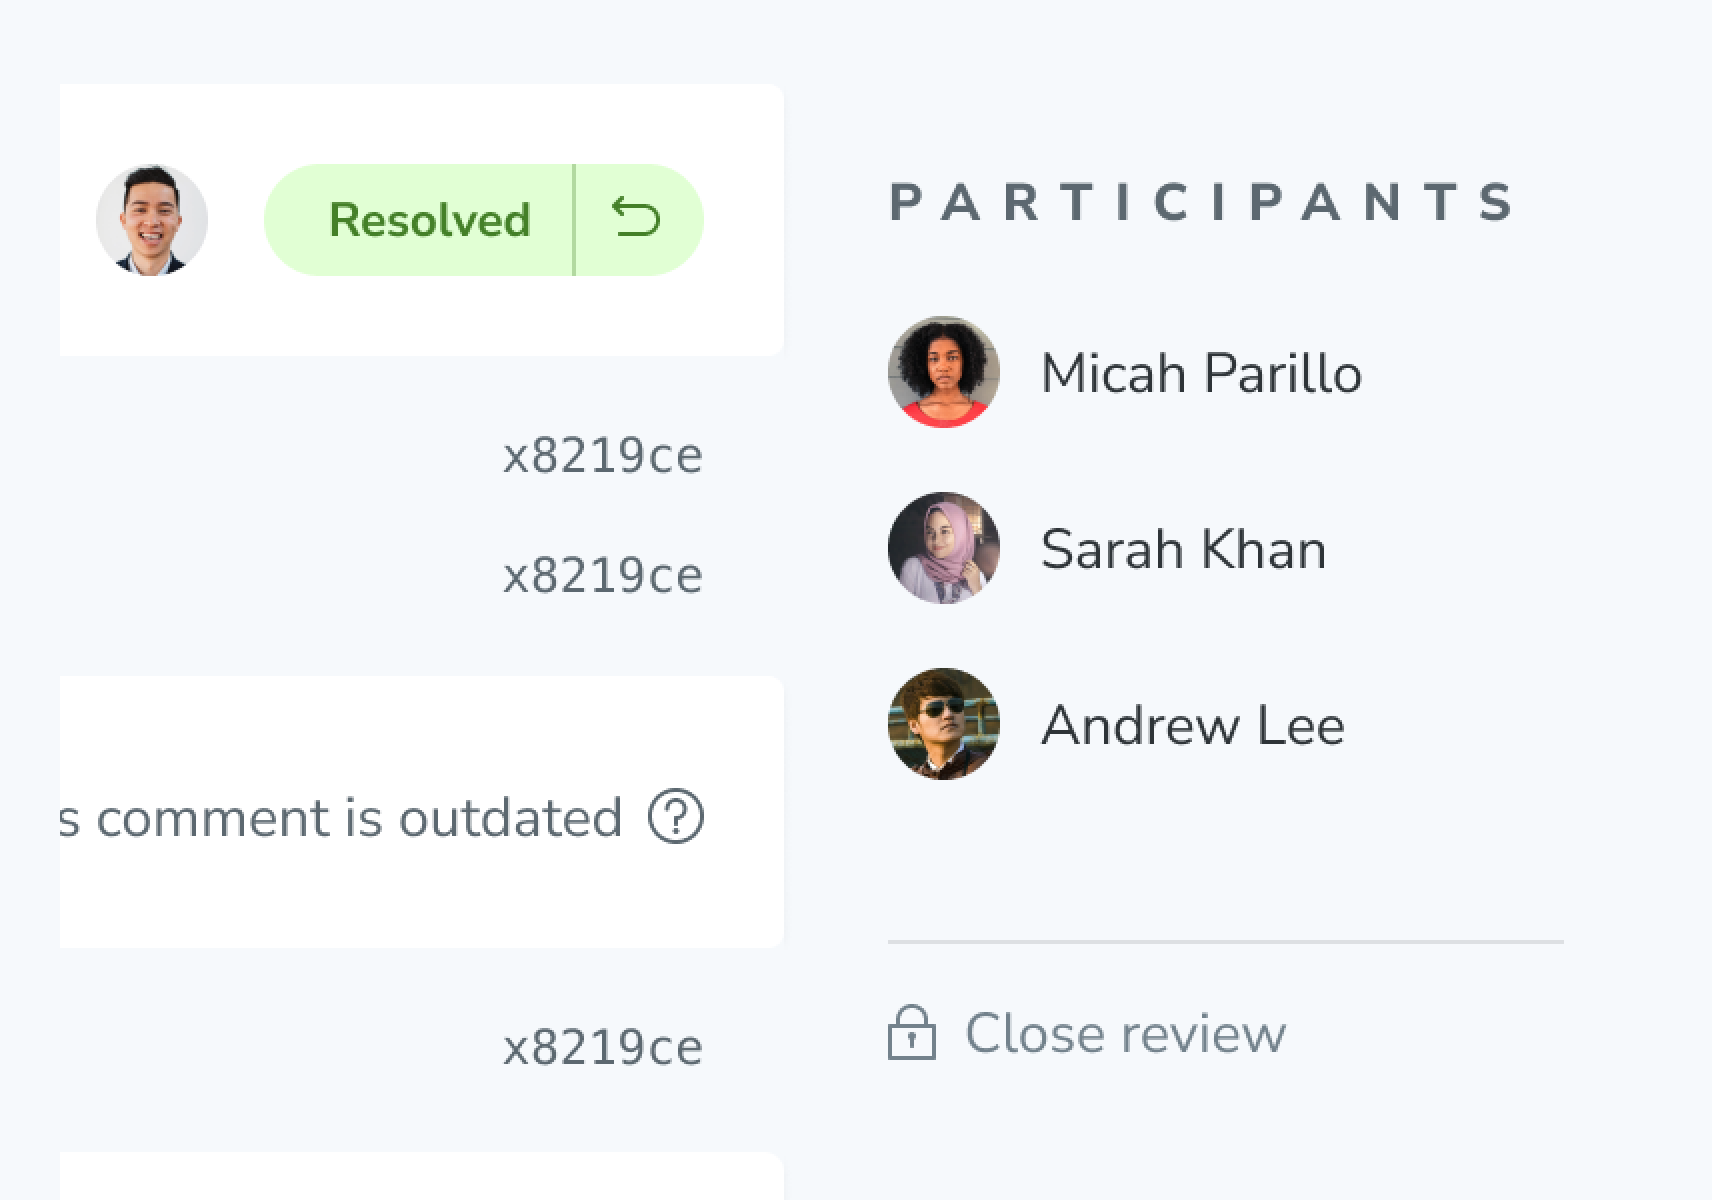 Resolved
x8219ce
x8219ce
s comment is outdated
x8219ce
PARTICIPANTS
Micah Parillo
Sarah Khan
Andrew Lee
Close review